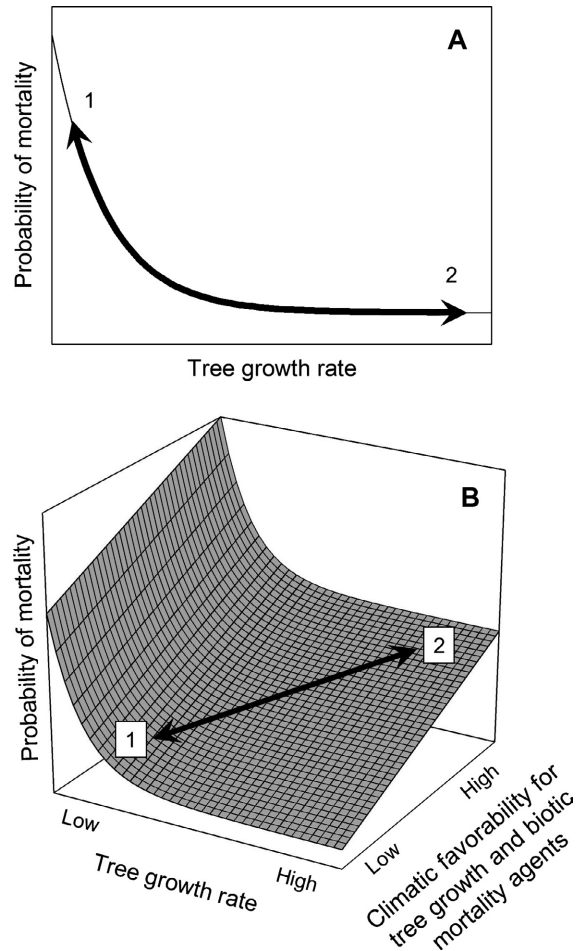 A
1
2
Probability of mortality
Tree growth rate
B
2
1
Probability of mortality
Low
High
Tree growth rate
Low
High
Climatic favorability for
tree growth and biotic
mortality agents